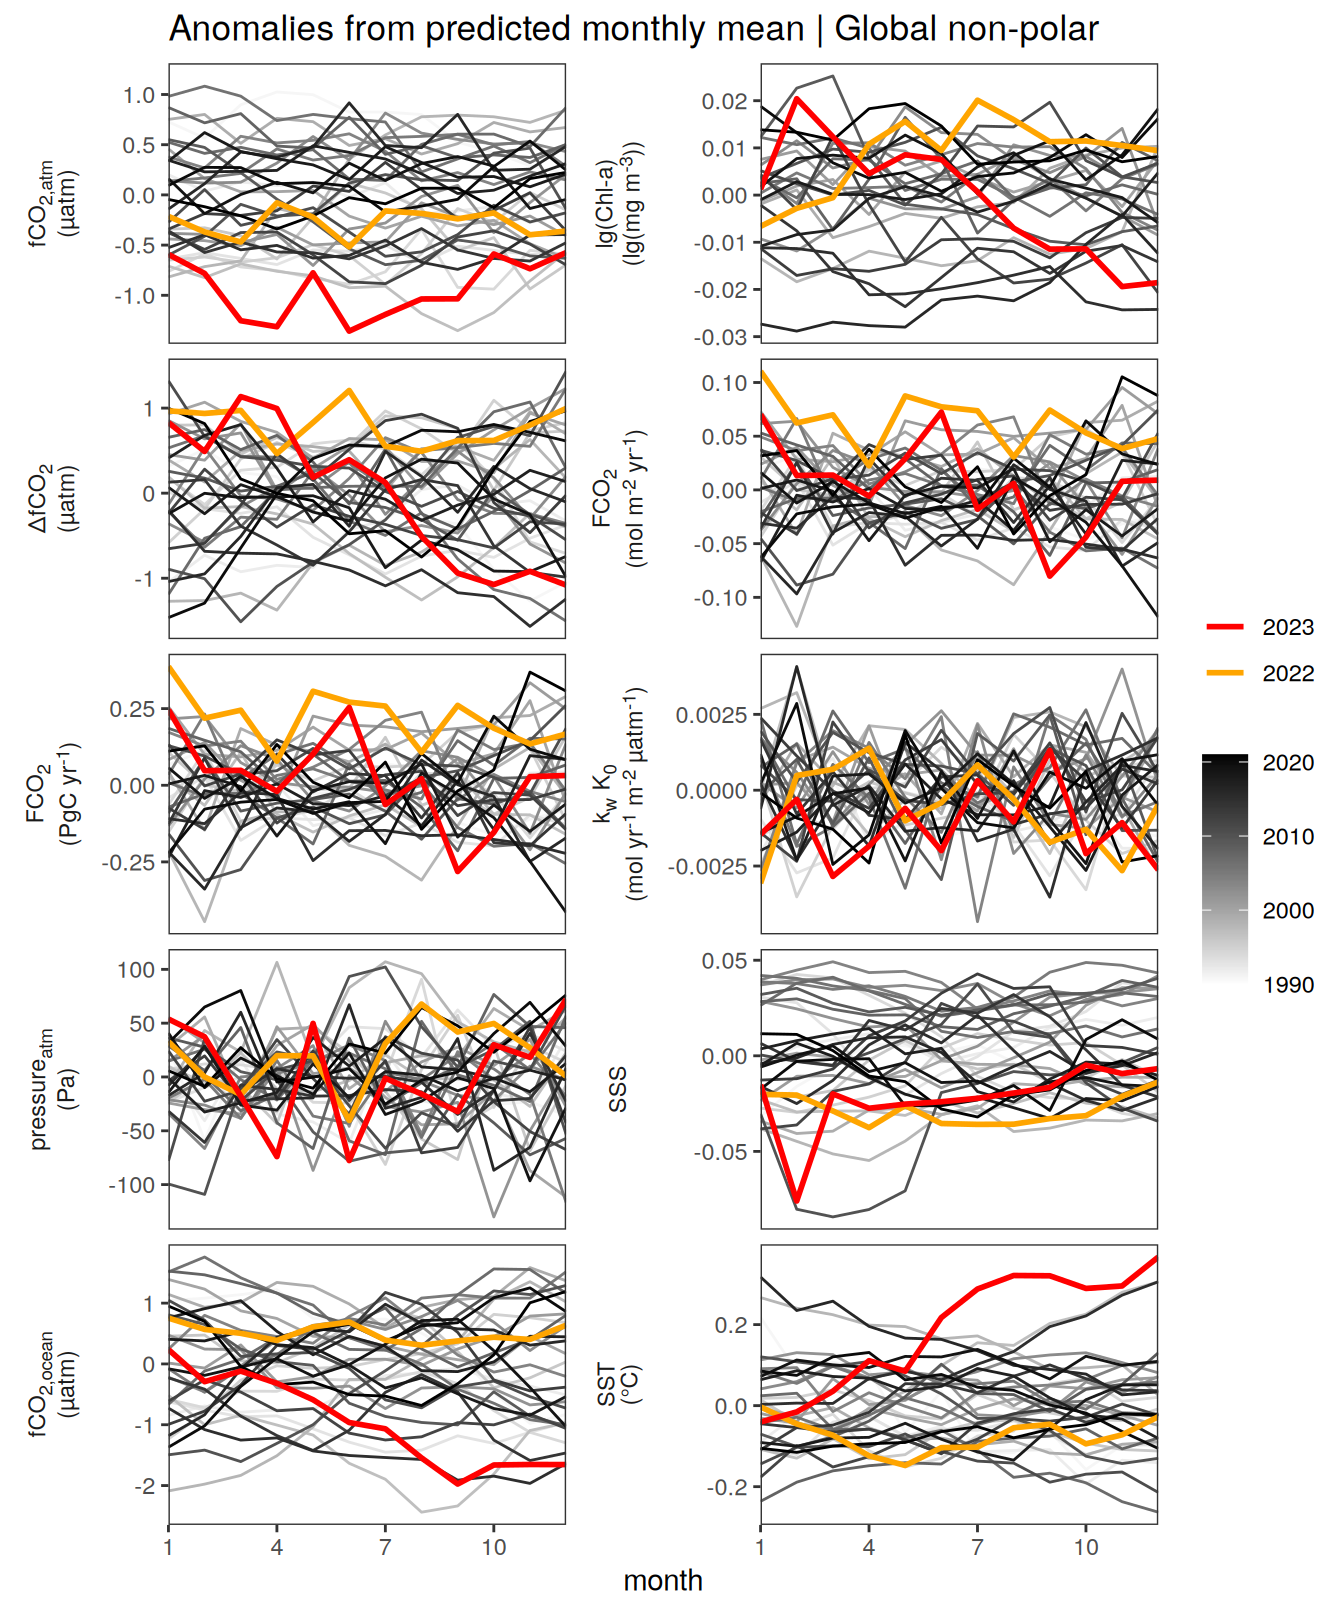 Anomalies from predicted monthly mean | Global non-polar
fCO2,atm
(µatm)
1.0
0.5
0.0
-0.5
-1.0
lg(Chl-a)
(lg(mg m-3))
0.02
0.01
0.00
-0.01
-0.02
-0.03
ΔfCO2
(µatm)
1
0
-1
FCO2
(mol m-2 yr-1)
0.10
0.05
0.00
-0.05
-0.10
FCO2
(PgC yr-1)
0.25
0.00
-0.25
kw K0
(mol yr-1 m-2 µatm-1)
0.0025
0.0000
-0.0025
pressureatm
(Pa)
100
50
0
-50
-100
SSS
0.05
0.00
-0.05
fCO2,ocean
(µatm)
1
0
-1
-2
SST
(°C)
0.2
0.0
-0.2
1 4 7 10
1 4 7 10
month
2023
2022
2020
2010
2000
1990